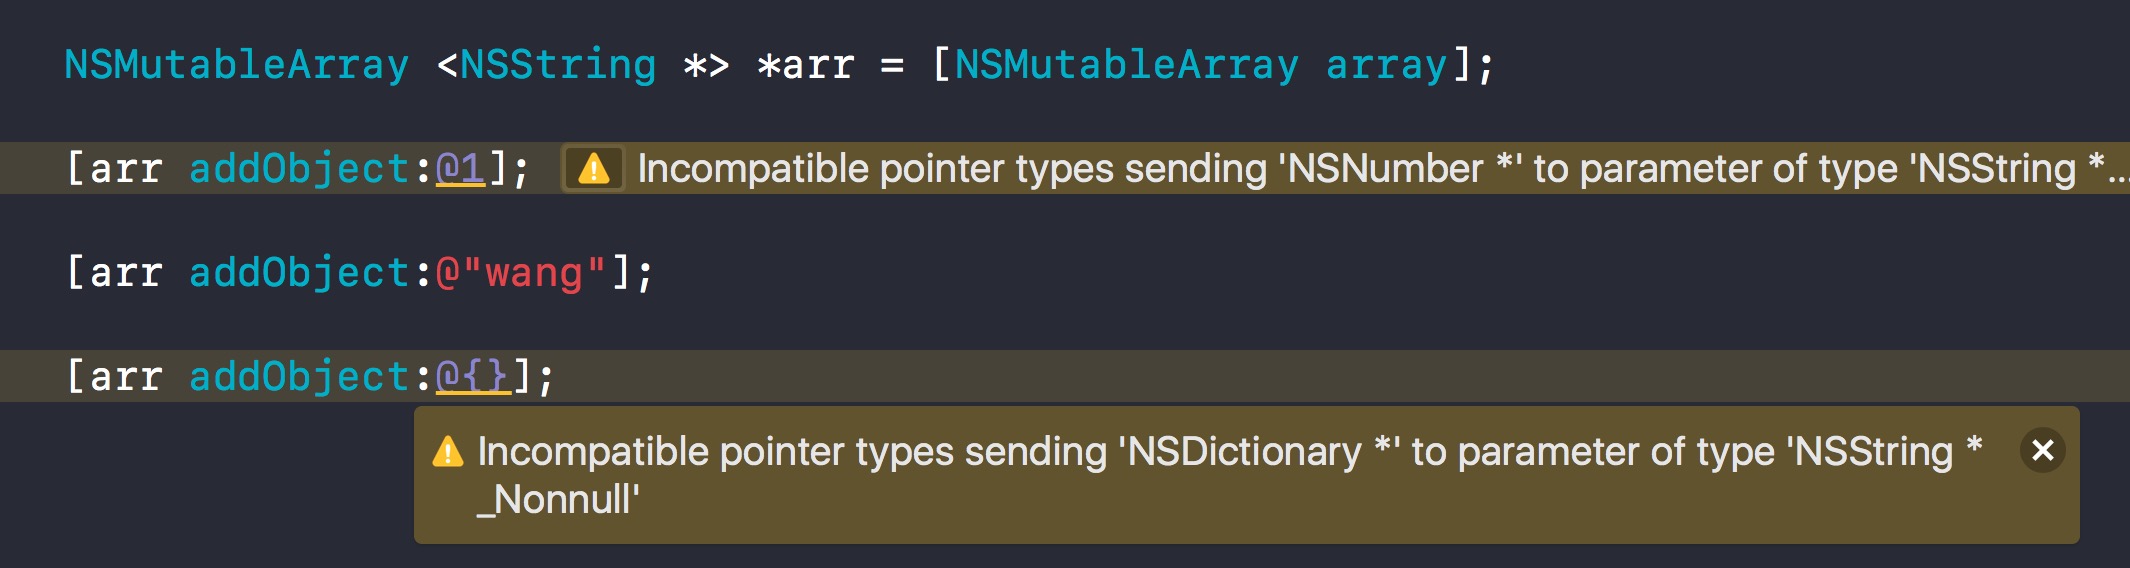 NSMutableArray <NSString *> *arr = [NSMutableArray array];
[arr addObject:@1]; Incompatible pointer types sending 'NSNumber *' to parameter of type 'NSString *...
[arr addObject:@"wang"];
[arr addObject:@{}];
Incompatible pointer types sending 'NSDictionary *' to parameter of type 'NSString *
_Nonnull'